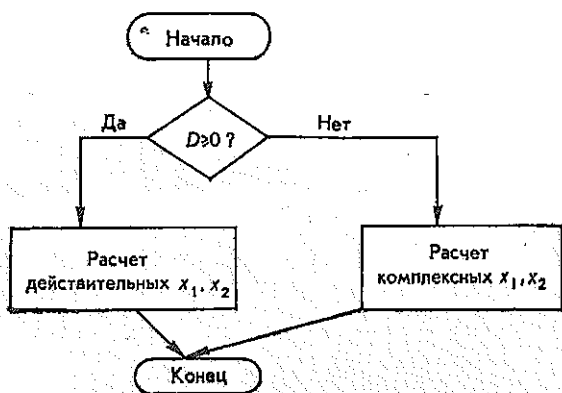 Начало
Да
D⩾0 ?
Нет
Расчет
действительных x₁, x₂
Расчет
комплексных x₁, x₂
Конец